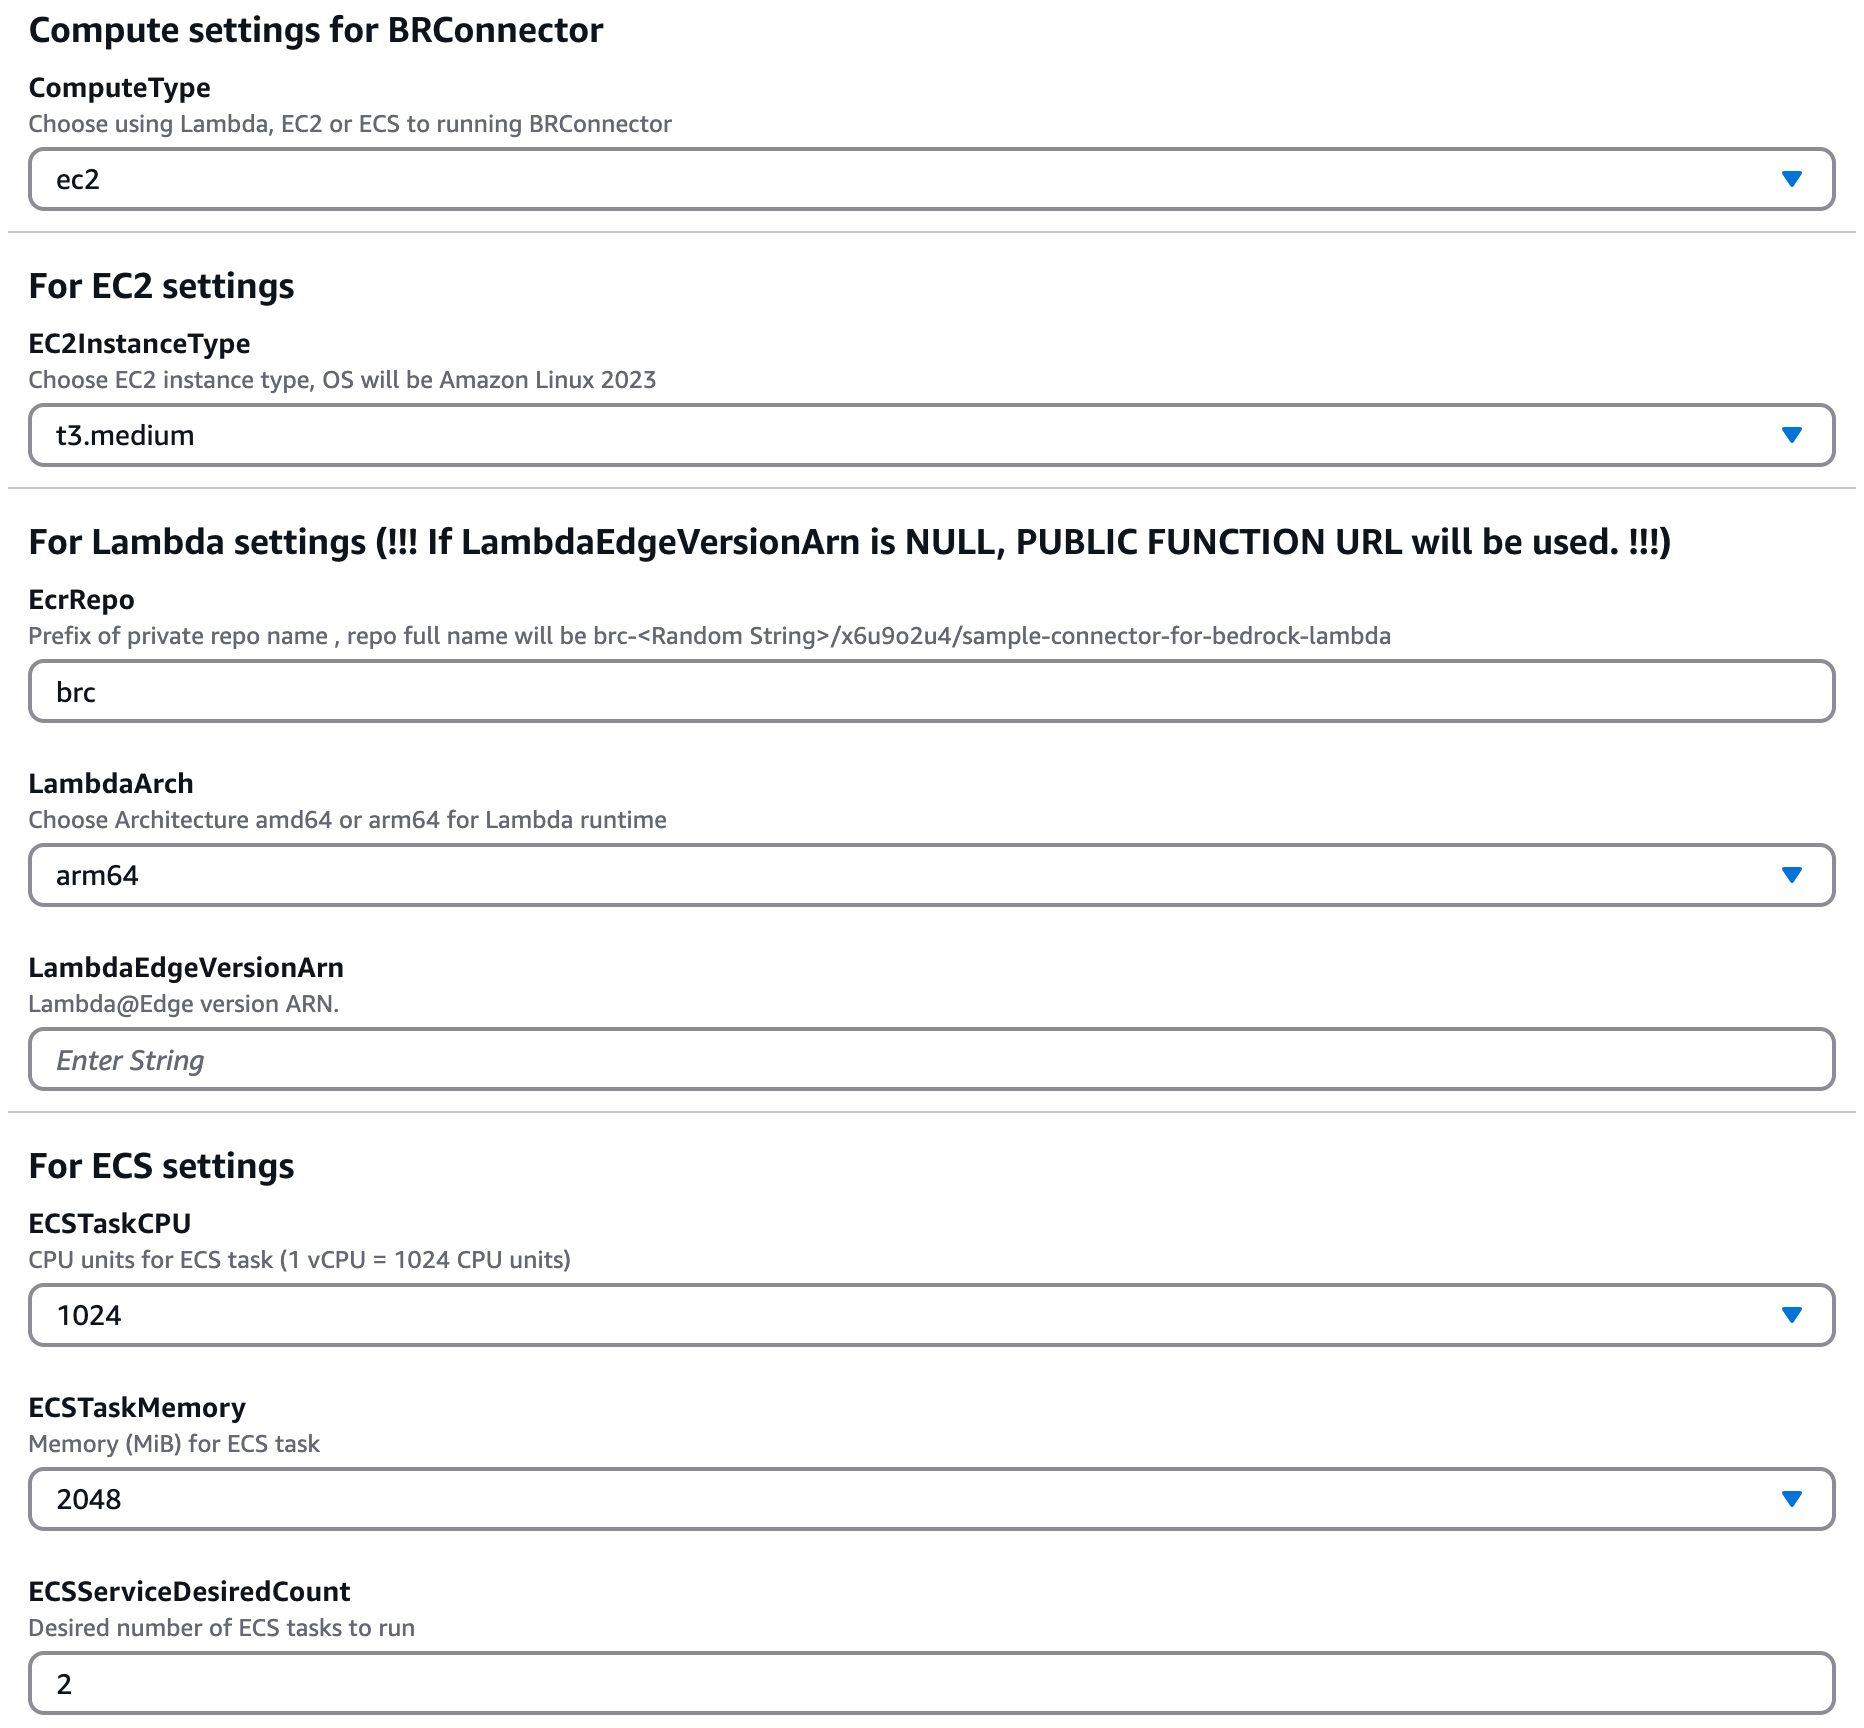 Compute settings for BRConnector
ComputeType
Choose using Lambda, EC2 or ECS to running BRConnector
ec2
For EC2 settings
EC2InstanceType
Choose EC2 instance type, OS will be Amazon Linux 2023
t3.medium
For Lambda settings (!!! If LambdaEdgeVersionArn is NULL, PUBLIC FUNCTION URL will be used. !!!)
EcrRepo
Prefix of private repo name , repo full name will be brc-<Random String>/x6u9o2u4/sample-connector-for-bedrock-lambda
brc
LambdaArch
Choose Architecture amd64 or arm64 for Lambda runtime
arm64
LambdaEdgeVersionArn
Lambda@Edge version ARN.
Enter String
For ECS settings
ECSTaskCPU
CPU units for ECS task (1 vCPU = 1024 CPU units)
1024
ECSTaskMemory
Memory (MiB) for ECS task
2048
ECSServiceDesiredCount
Desired number of ECS tasks to run
2